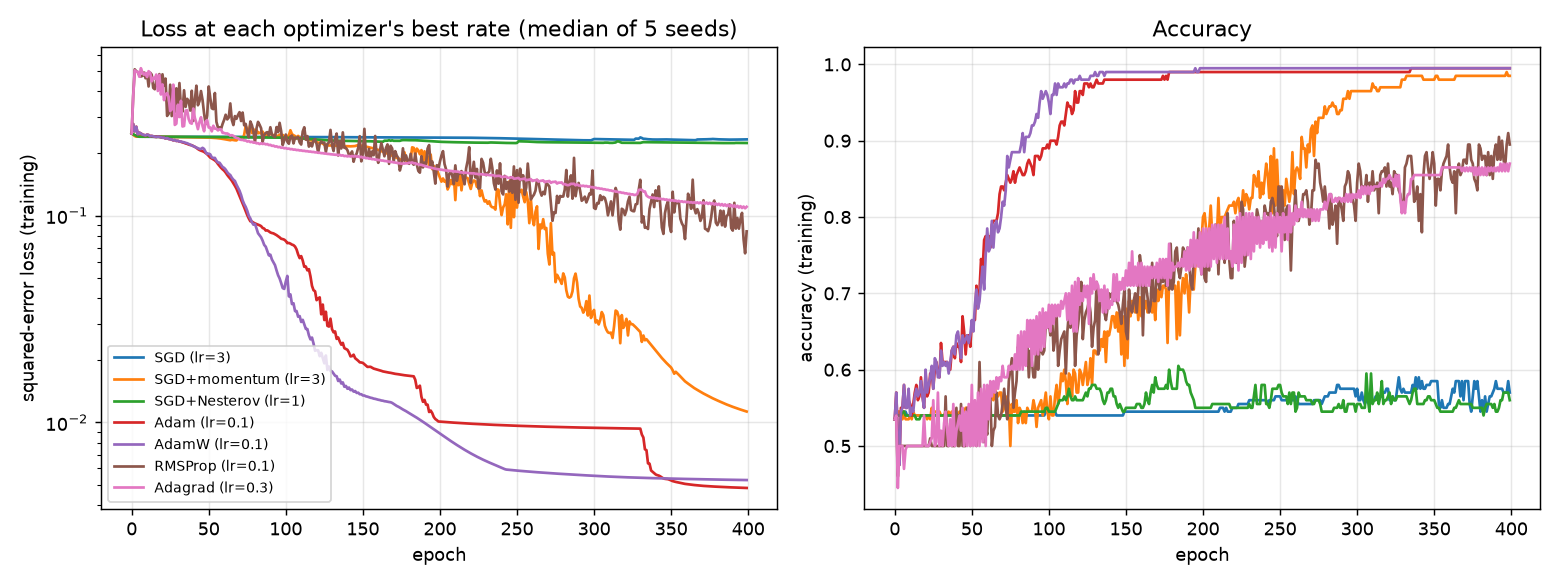 Loss at each optimizer's best rate (median of 5 seeds)
squared-error loss (training)
10⁻¹
10⁻²
SGD (lr=3)
SGD+momentum (lr=3)
SGD+Nesterov (lr=1)
Adam (lr=0.1)
AdamW (lr=0.1)
RMSProp (lr=0.1)
Adagrad (lr=0.3)
0 50 100 150 200 250 300 350 400
epoch
Accuracy
accuracy (training)
1.0
0.9
0.8
0.7
0.6
0.5
0 50 100 150 200 250 300 350 400
epoch